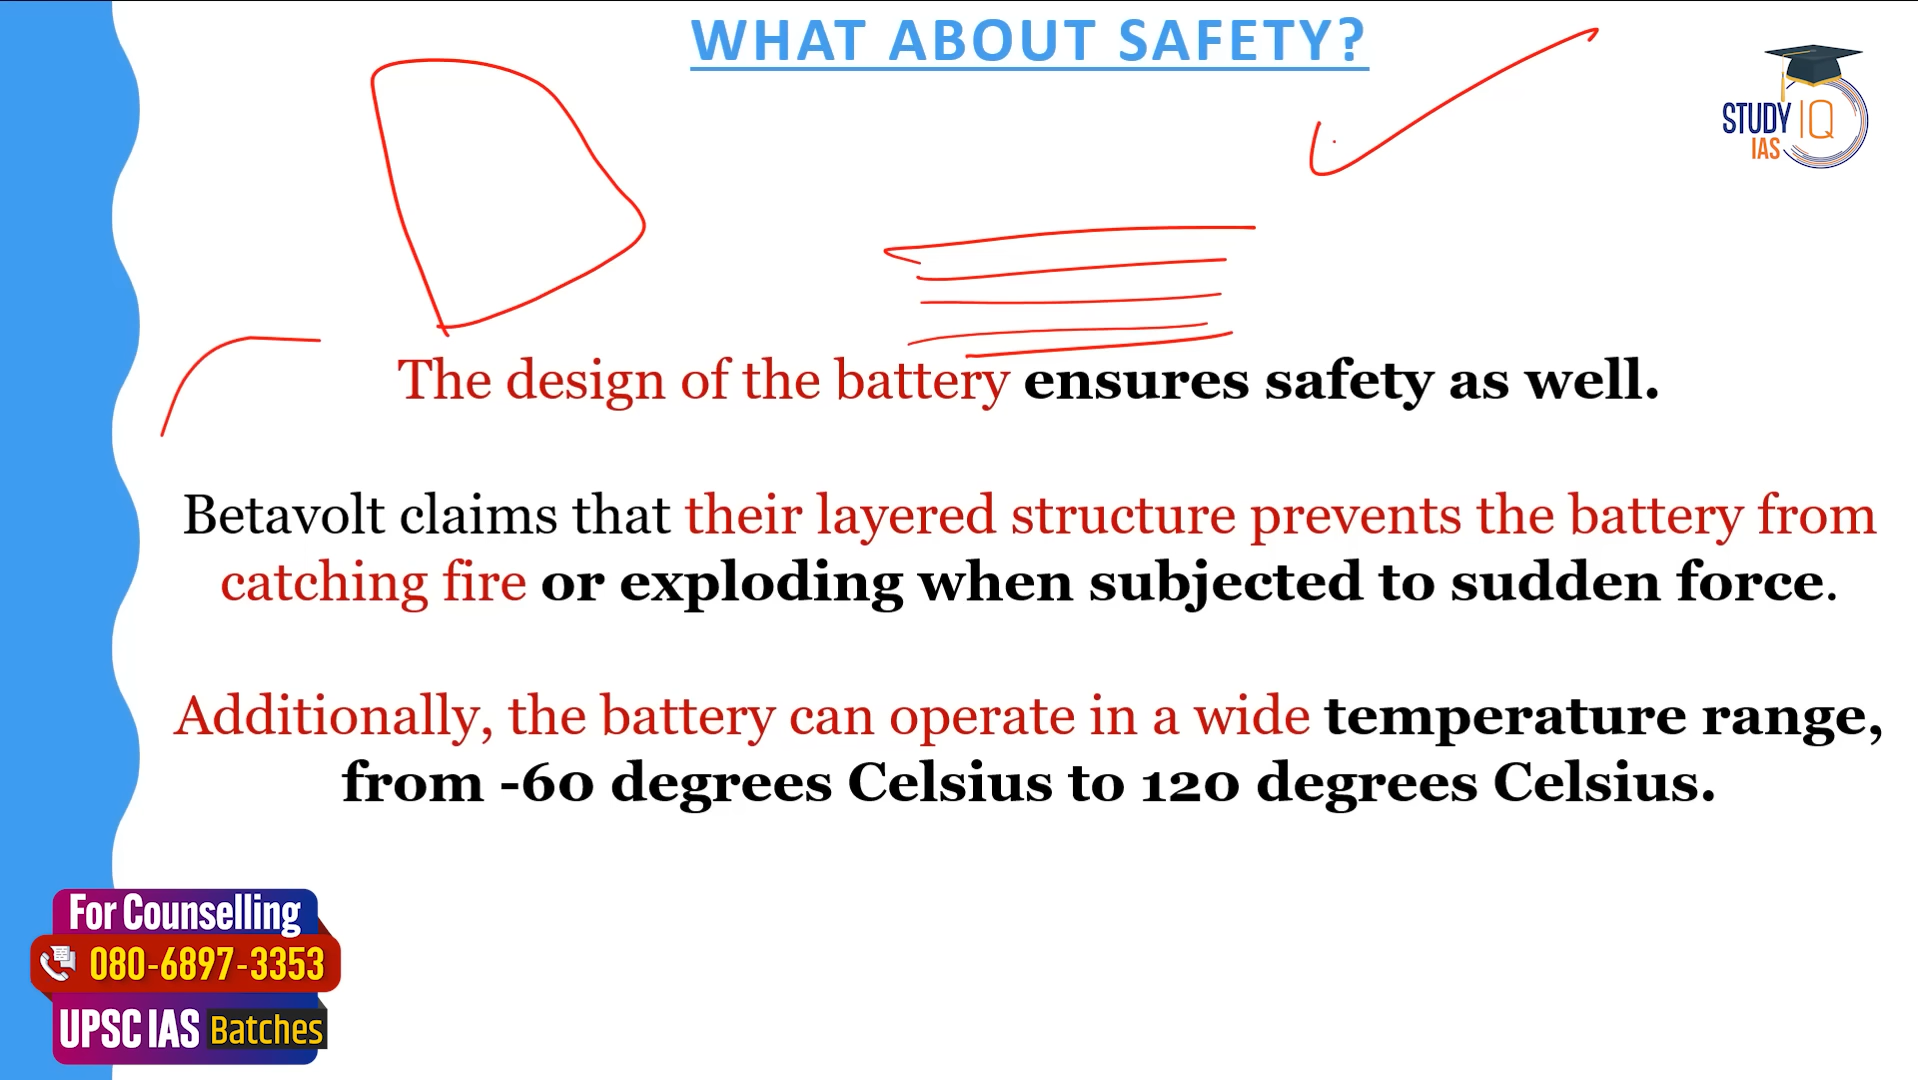 WHAT ABOUT SAFETY?
STUDY IQ
IAS
The design of the battery ensures safety as well.
Betavolt claims that their layered structure prevents the battery from
catching fire or exploding when subjected to sudden force.
Additionally, the battery can operate in a wide temperature range,
from -60 degrees Celsius to 120 degrees Celsius.
For Counselling
080-6897-3353
UPSC IAS Batches